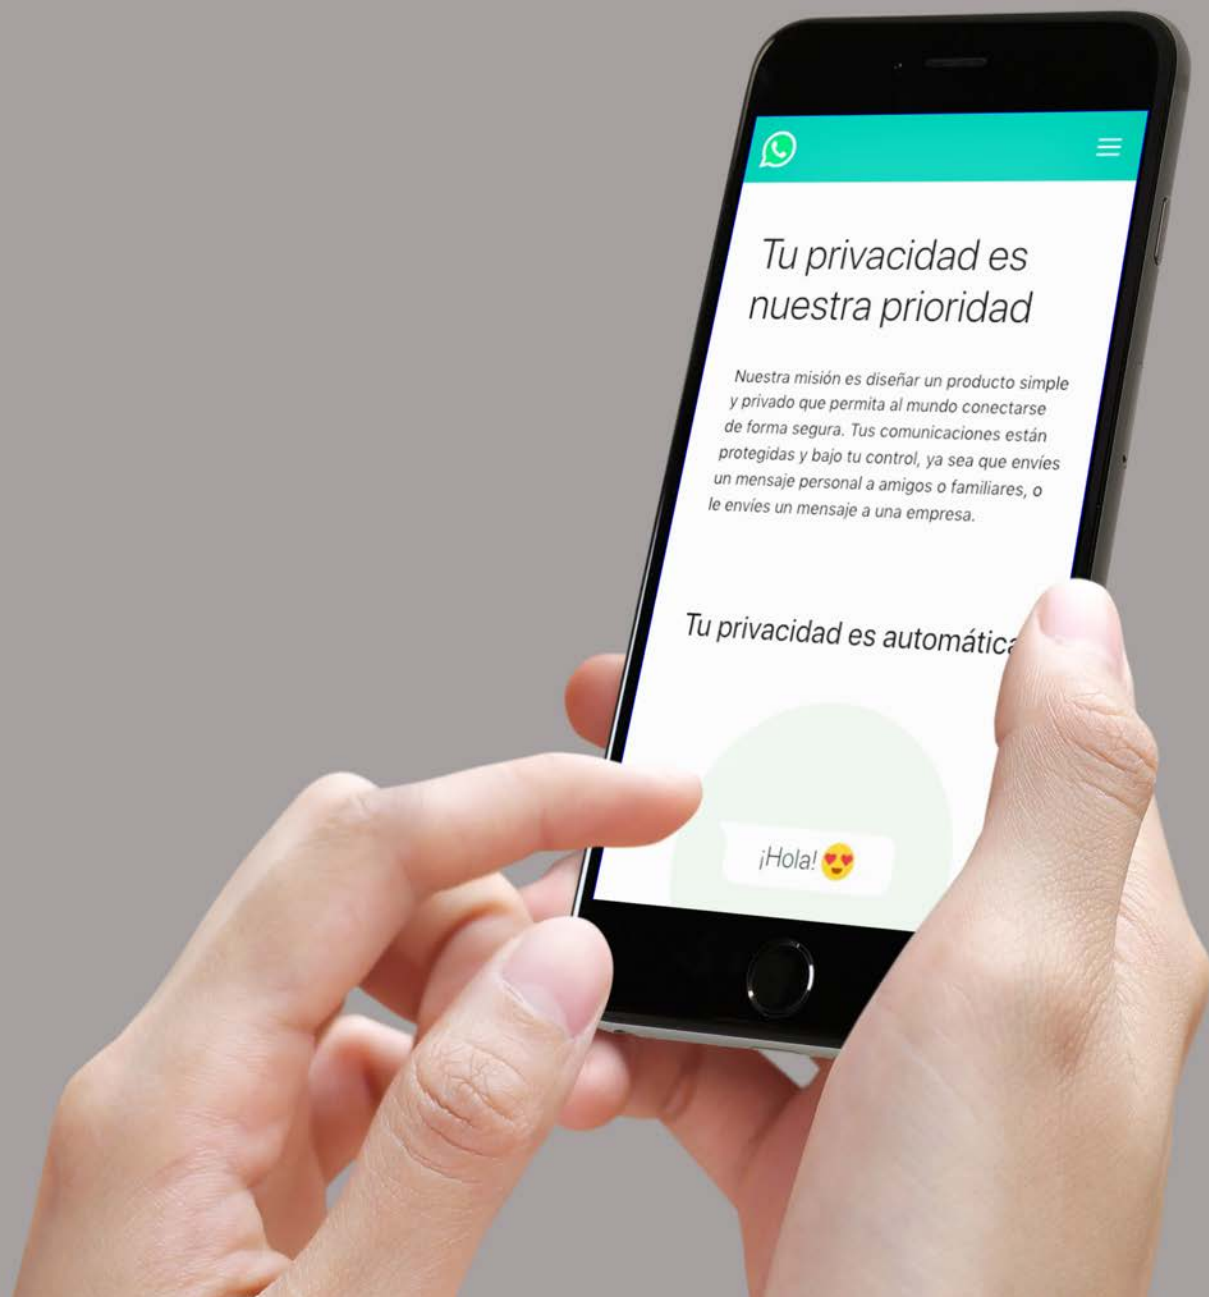 Tu privacidad es
nuestra prioridad
Nuestra misión es diseñar un producto simple
y privado que permita al mundo conectarse
de forma segura. Tus comunicaciones están
protegidas y bajo tu control, ya sea que envíes
un mensaje personal a amigos o familiares, o
le envíes un mensaje a una empresa.
Tu privacidad es automática
¡Hola! 😍